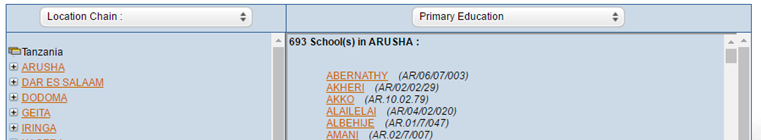 Location Chain :
Primary Education
Tanzania
ARUSHA
DAR ES SALAAM
DODOMA
GEITA
IRINGA
693 School(s) in ARUSHA :
ABERNATHY (AR/06/07/003)
AKHERI (AR/02/02/29)
AKKO (AR.10.02.79)
ALAILELAI (AR/04/02/020)
ALBEHIJE (AR.01/7/047)
AMANI (AR.02/7/007)